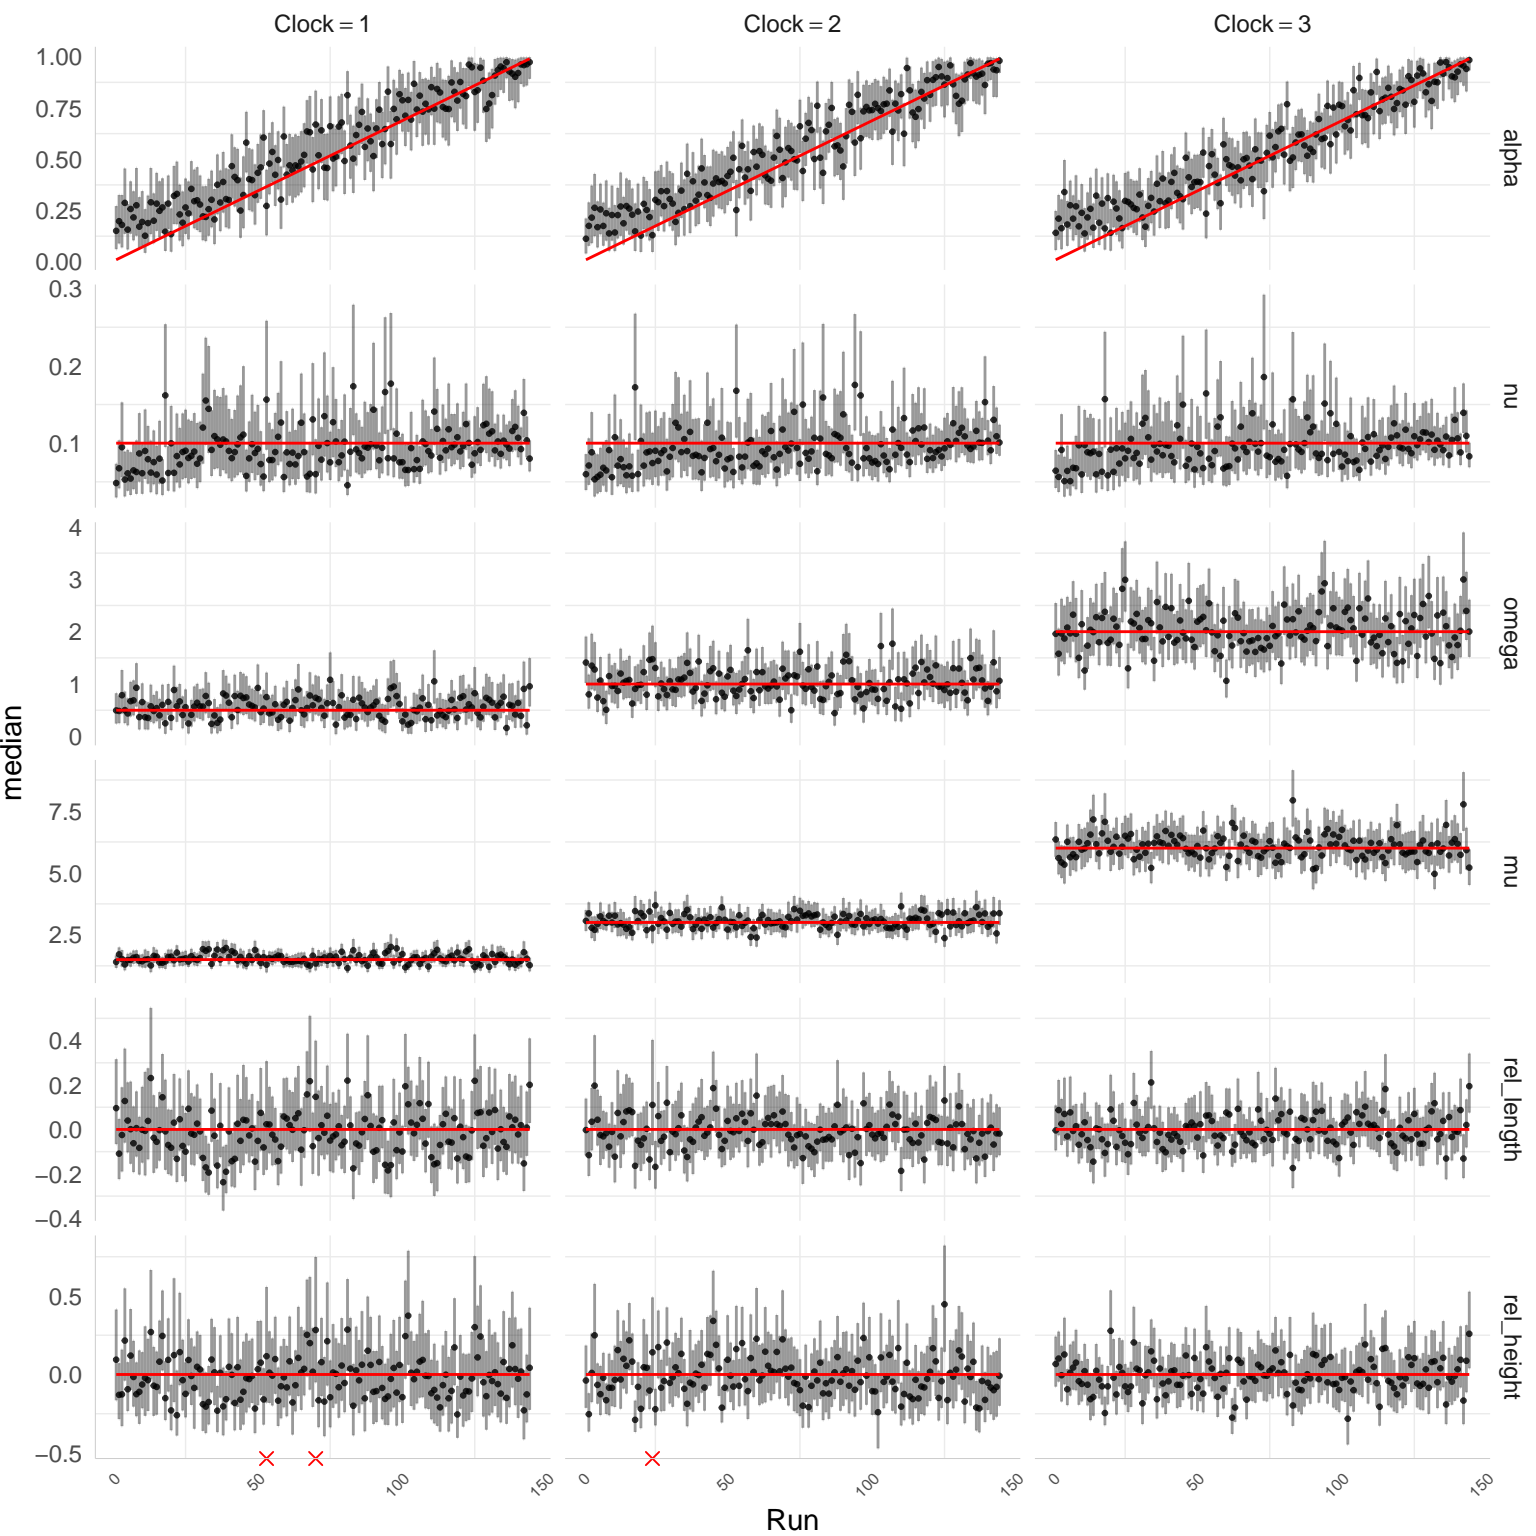 Clock = 1 Clock = 2 Clock = 3
1.00
0.75
0.50
0.25
0.00
alpha
0.3
0.2
0.1
nu
4
3
2
1
0
omega
median
7.5
5.0
2.5
mu
0.4
0.2
0.0
−0.2
−0.4
rel_length
0.5
0.0
−0.5
rel_height
0 50 100 150 0 50 100 150 0 50 100 150
Run